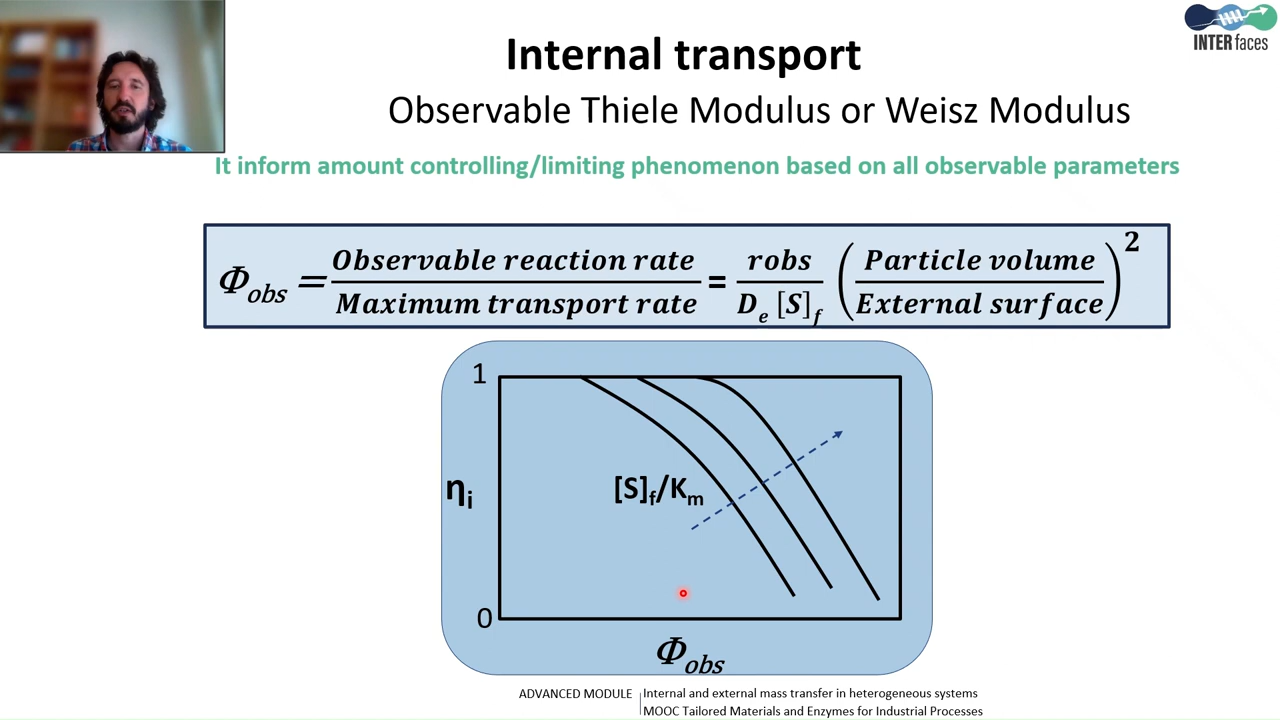 INTERfaces
Internal transport
Observable Thiele Modulus or Weisz Modulus
It inform amount controlling/limiting phenomenon based on all observable parameters
Φobs = Observable reaction rate / Maximum transport rate = robs / De [S]f (Particle volume / External surface)2
1
[S]f/Km
ηi
0
Φobs
ADVANCED MODULE
Internal and external mass transfer in heterogeneous systems
MOOC Tailored Materials and Enzymes for Industrial Processes